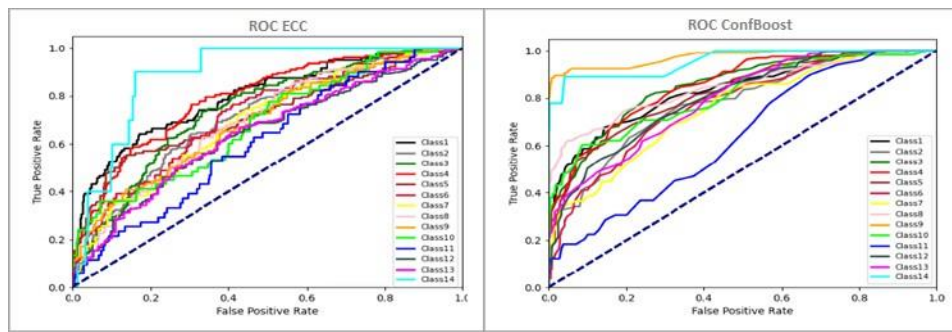 ROC ECC
1.0
0.8
0.6
0.4
0.2
0.0
True Positive Rate
Class1
Class2
Class3
Class4
Class5
Class6
Class7
Class8
Class9
Class10
Class11
Class12
Class13
Class14
0.0 0.2 0.4 0.6 0.8 1.0
False Positive Rate
ROC ConfBoost
1.0
0.8
0.6
0.4
0.2
0.0
True Positive Rate
Class1
Class2
Class3
Class4
Class5
Class6
Class7
Class8
Class9
Class10
Class11
Class12
Class13
Class14
0.0 0.2 0.4 0.6 0.8 1.0
False Positive Rate